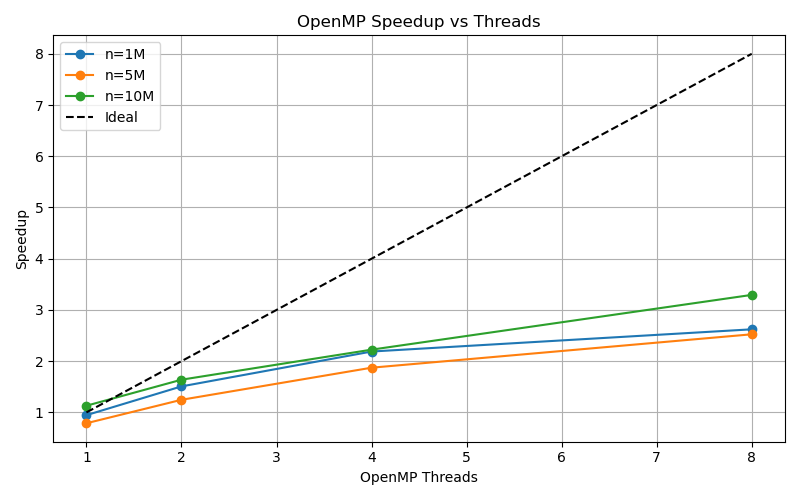 OpenMP Speedup vs Threads
n=1M
n=5M
n=10M
Ideal
8
7
6
5
4
3
2
1
Speedup
1 2 3 4 5 6 7 8
OpenMP Threads